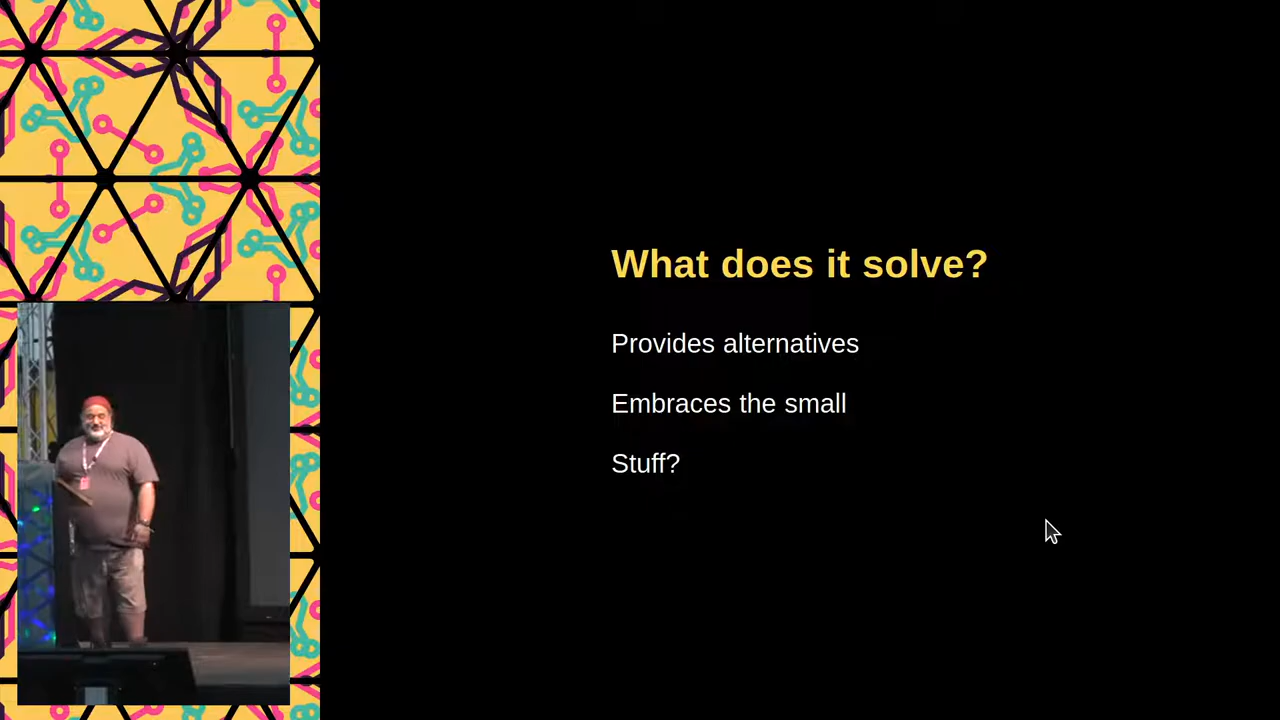 What does it solve?
Provides alternatives
Embraces the small
Stuff?